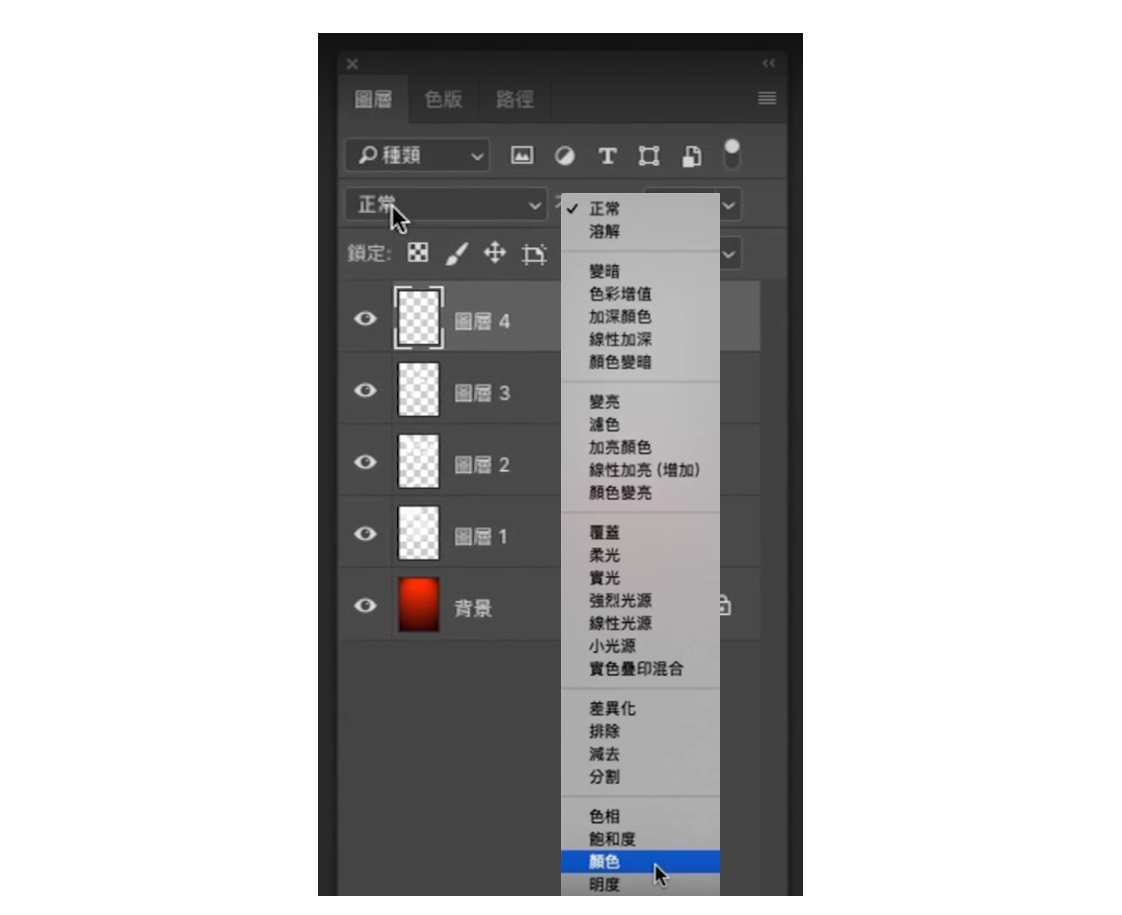 圖層 色版 路徑
種類
正常
鎖定:
圖層 4
圖層 3
圖層 2
圖層 1
背景
正常
溶解
變暗
色彩增值
加深顏色
線性加深
顏色變暗
變亮
濾色
加亮顏色
線性加亮 (增加)
顏色變亮
覆蓋
柔光
實光
強烈光源
線性光源
小光源
實色疊印混合
差異化
排除
減去
分割
色相
飽和度
顏色
明度